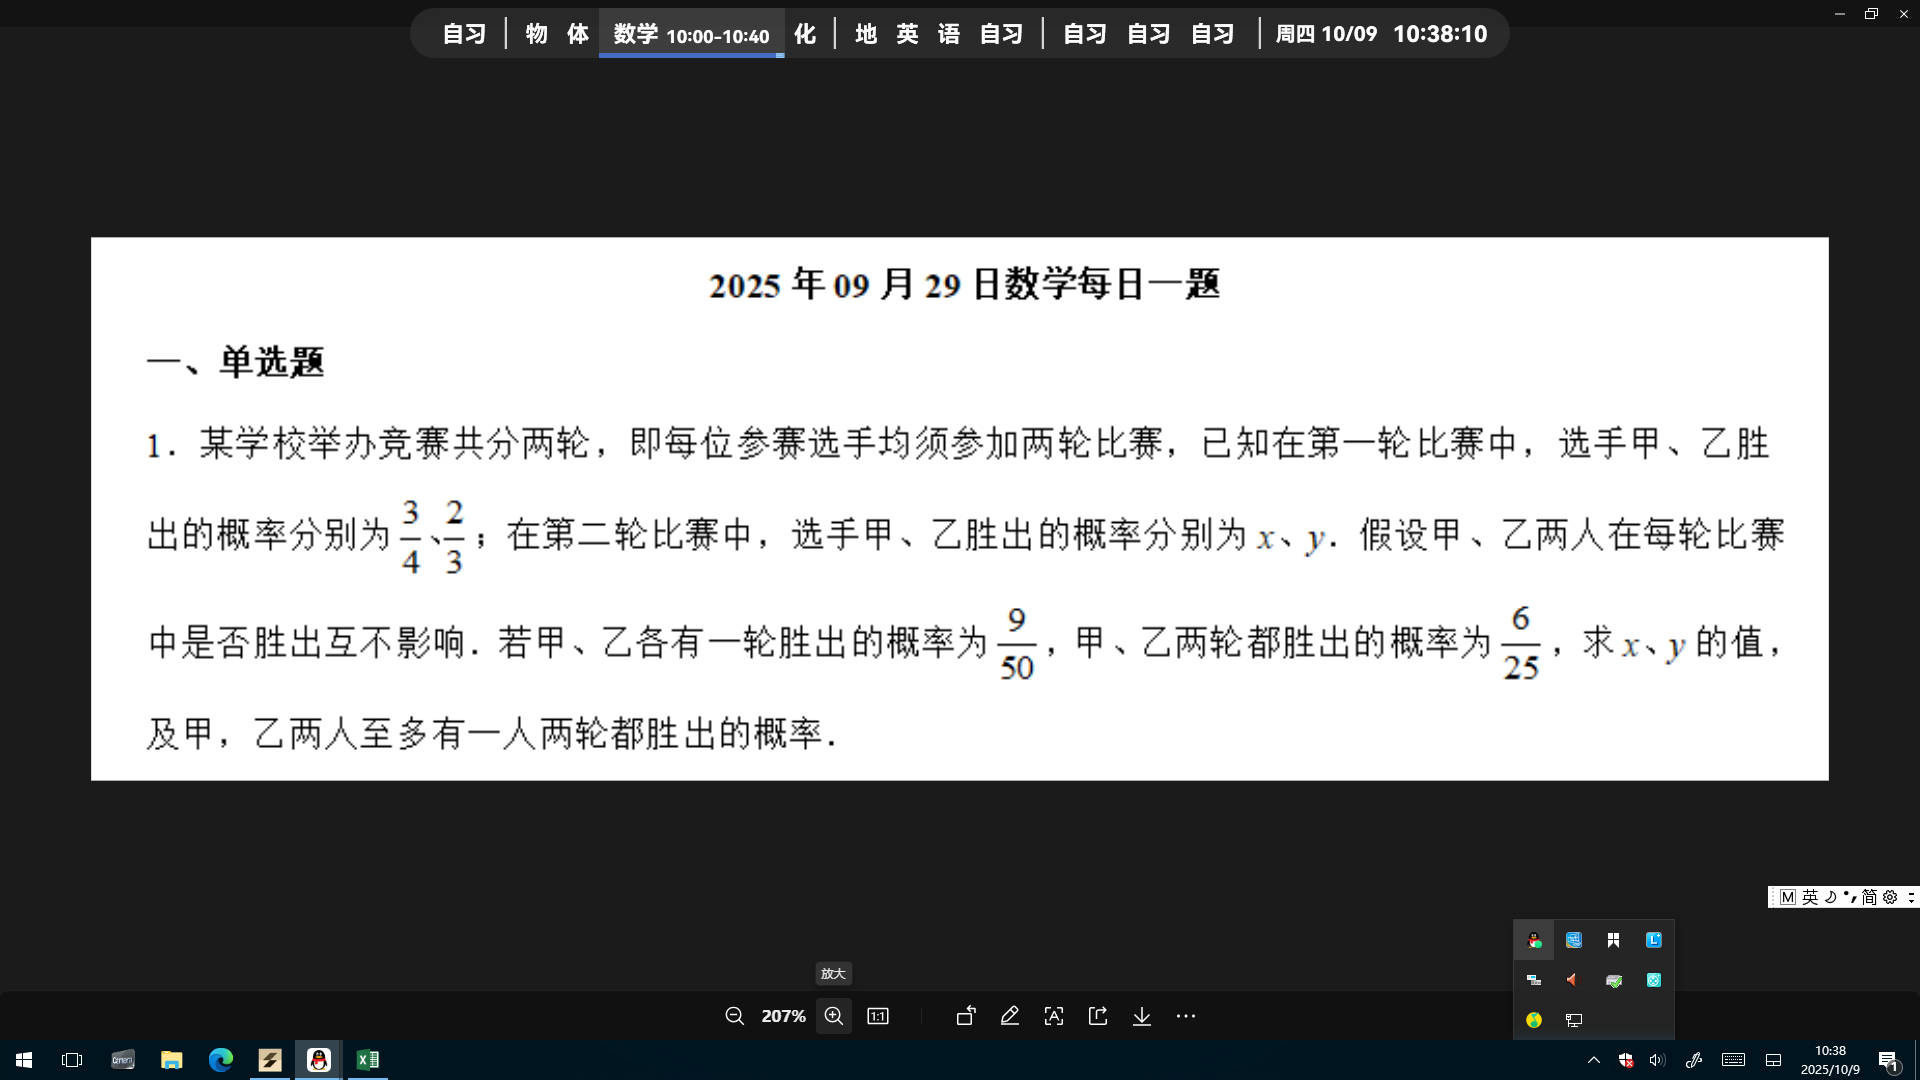 自习 | 物 体 数学 10:00-10:40 化 | 地 英 语 自习 | 自习 自习 自习 | 周四 10/09 10:38:10
2025 年 09 月 29 日数学每日一题
一、单选题
1．某学校举办竞赛共分两轮，即每位参赛选手均须参加两轮比赛，已知在第一轮比赛中，选手甲、乙胜
出的概率分别为 3/4、2/3；在第二轮比赛中，选手甲、乙胜出的概率分别为 x、y．假设甲、乙两人在每轮比赛
中是否胜出互不影响．若甲、乙各有一轮胜出的概率为 9/50，甲、乙两轮都胜出的概率为 6/25，求 x、y 的值，
及甲，乙两人至多有一人两轮都胜出的概率．
M 英 简
放大
207% 1:1
10:38
2025/10/9
1